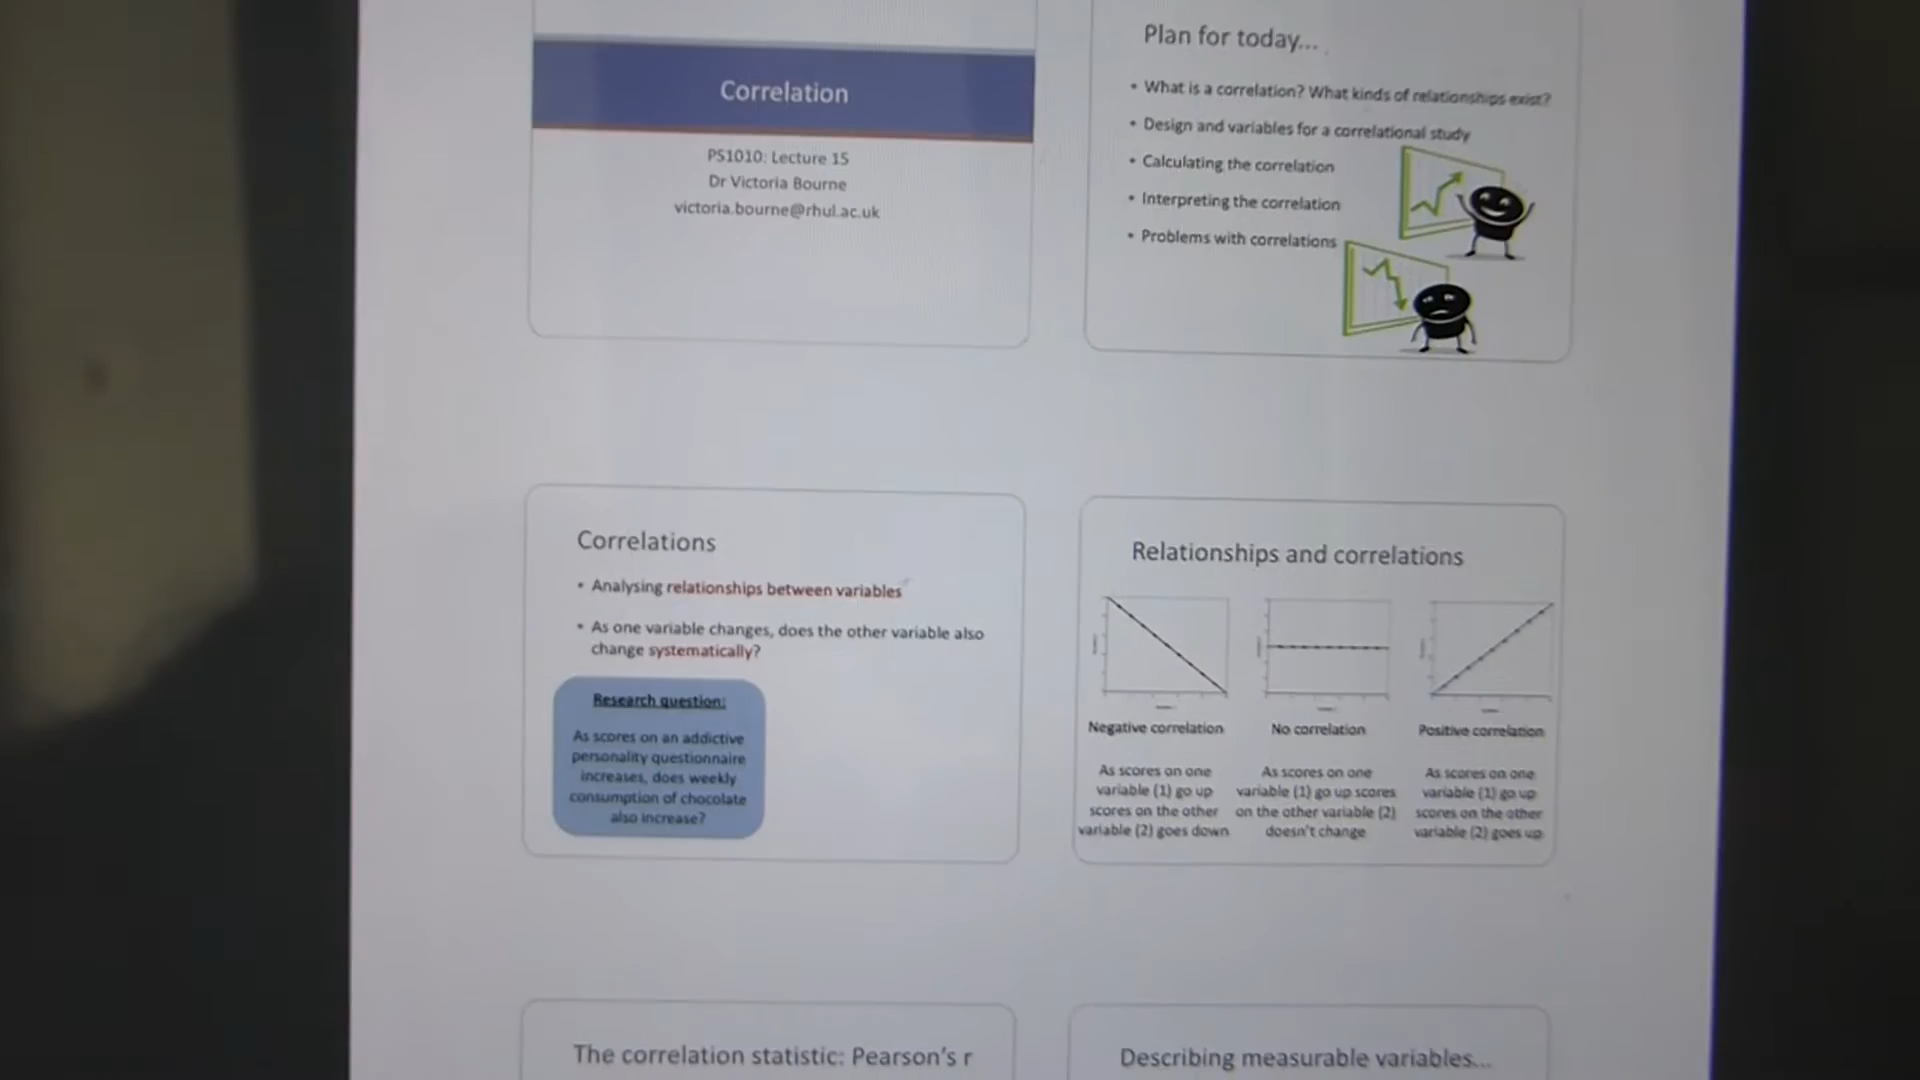 Correlation
PS1010: Lecture 15
Dr Victoria Bourne
victoria.bourne@rhul.ac.uk
Plan for today...
• What is a correlation? What kinds of relationships exist?
• Design and variables for a correlational study
• Calculating the correlation
• Interpreting the correlation
• Problems with correlations
Correlations
• Analysing relationships between variables
• As one variable changes, does the other variable also
change systematically?
Research question:
As scores on an addictive
personality questionnaire
increases, does weekly
consumption of chocolate
also increase?
Relationships and correlations
Negative correlation
As scores on one
variable (1) go up
scores on the other
variable (2) goes down
No correlation
As scores on one
variable (1) go up scores
on the other variable (2)
doesn't change
Positive correlation
As scores on one
variable (1) go up
scores on the other
variable (2) goes up
The correlation statistic: Pearson's r
Describing measurable variables...